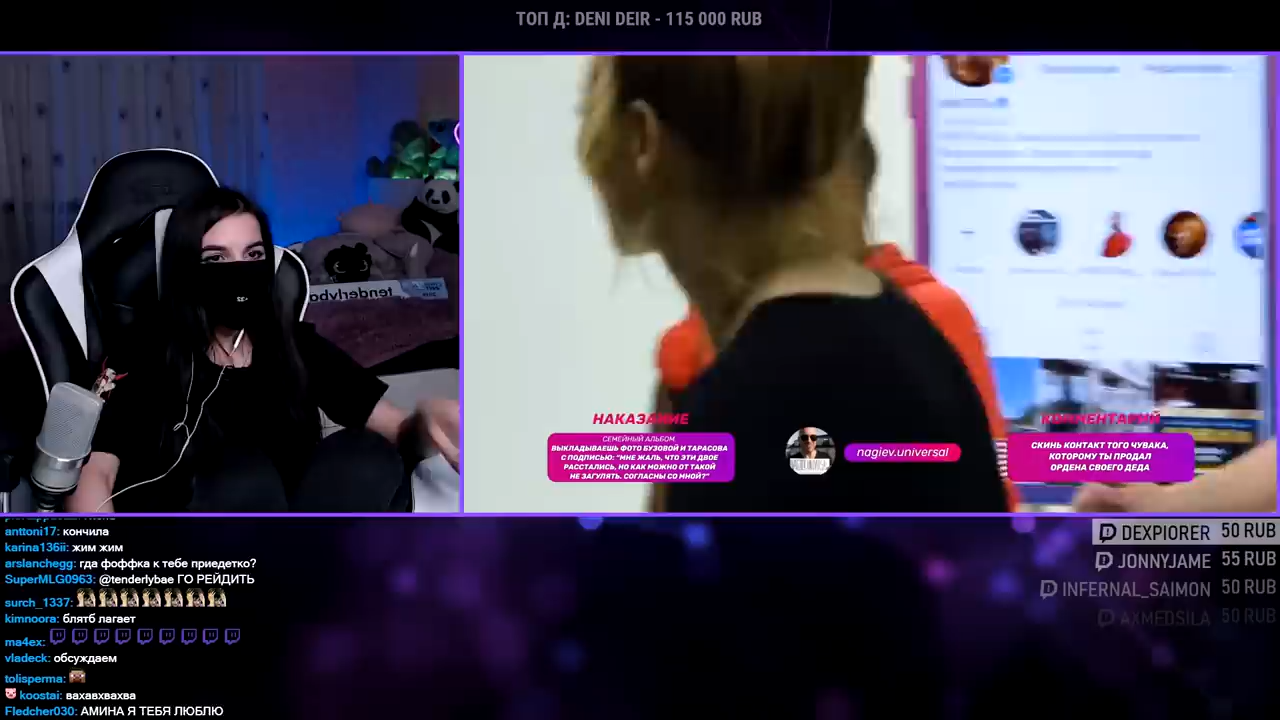 ТОП Д: DENI DEIR - 115 000 RUB
tenderlyba
НАКАЗАНИЕ
СЕМЕЙНЫЙ АЛЬБОМ
ВЫКЛАДЫВАЕШЬ ФОТО БУЗОВОЙ И ТАРАСОВА
С ПОДПИСЬЮ: "МНЕ ЖАЛЬ, ЧТО ЭТИ ДВОЕ
РАССТАЛИСЬ, НО КАК МОЖНО ОТ ТАКОЙ
НЕ ЗАГУЛЯТЬ. СОГЛАСНЫ СО МНОЙ?"
nagiev.universal
КОММЕНТАРИЙ
СКИНЬ КОНТАКТ ТОГО ЧУВАКА,
КОТОРОМУ ТЫ ПРОДАЛ
ОРДЕНА СВОЕГО ДЕДА
anttoni17: кончила
karina136ii: жим жим
arslanchegg: гда фоффка к тебе приедетко?
SuperMLG0963: @tenderlybae ГО РЕЙДИТЬ
surch_1337:
kimnoora: блятб лагает
ma4ex:
vladeck: обсуждаем
tolisperma:
koostai: вахавхвахва
Fledcher030: АМИНА Я ТЕБЯ ЛЮБЛЮ
DEXPIORER 50 RUB
JONNYJAME 55 RUB
INFERNAL_SAIMON 50 RUB
AXMEDSILA 50 RUB